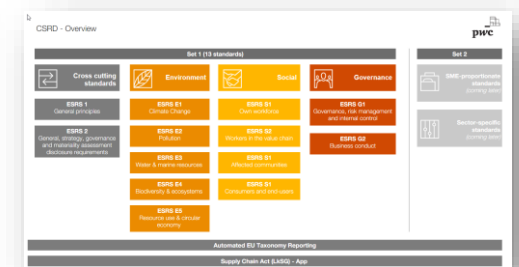 CSRD - Overview
pwc
Set 1 (13 standards)
Set 2
Cross cutting
standards
Environment
Social
Governance
SME-proportionate
standards
(coming later)
ESRS 1
General principles
ESRS E1
Climate Change
ESRS S1
Own workforce
ESRS G1
Governance, risk management
and internal control
ESRS 2
General, strategy, governance
and materiality assessment
disclosure requirements
ESRS E2
Pollution
ESRS S2
Workers in the value chain
ESRS G2
Business conduct
Sector-specific
standards
(coming later)
ESRS E3
Water & marine resources
ESRS S1
Affected communities
ESRS E4
Biodiversity & ecosystems
ESRS S1
Consumers and end-users
ESRS E5
Resource use & circular
economy
Automated EU Taxonomy Reporting
Supply Chain Act (LkSG) - App